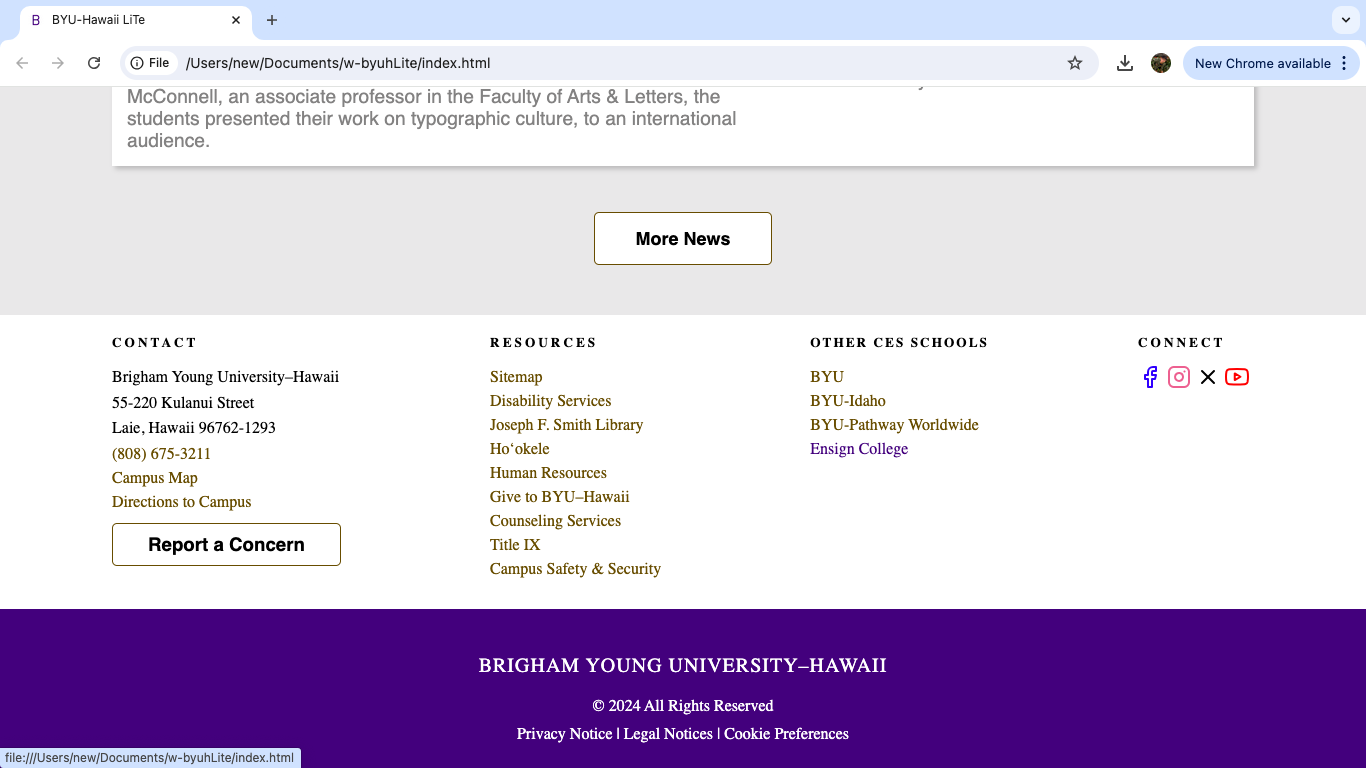 B BYU-Hawaii LiTe
File /Users/new/Documents/w-byuhLite/index.html
New Chrome available
McConnell, an associate professor in the Faculty of Arts & Letters, the
students presented their work on typographic culture, to an international
audience.
More News
CONTACT
Brigham Young University–Hawaii
55-220 Kulanui Street
Laie, Hawaii 96762-1293
(808) 675-3211
Campus Map
Directions to Campus
Report a Concern
RESOURCES
Sitemap
Disability Services
Joseph F. Smith Library
Hoʻokele
Human Resources
Give to BYU–Hawaii
Counseling Services
Title IX
Campus Safety & Security
OTHER CES SCHOOLS
BYU
BYU-Idaho
BYU-Pathway Worldwide
Ensign College
CONNECT
BRIGHAM YOUNG UNIVERSITY–HAWAII
© 2024 All Rights Reserved
Privacy Notice | Legal Notices | Cookie Preferences
file:///Users/new/Documents/w-byuhLite/index.html